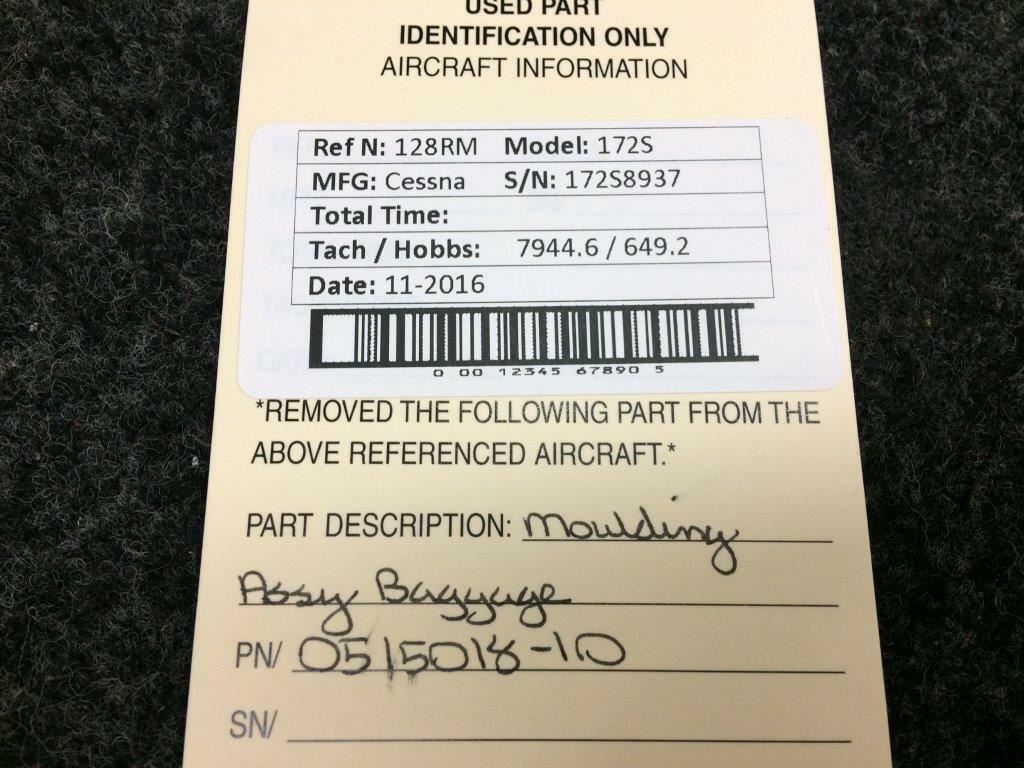 USED PART
IDENTIFICATION ONLY
AIRCRAFT INFORMATION
Ref N: 128RM Model: 172S
MFG: Cessna S/N: 172S8937
Total Time:
Tach / Hobbs: 7944.6 / 649.2
Date: 11-2016
0 00 12345 67890 5
*REMOVED THE FOLLOWING PART FROM THE
ABOVE REFERENCED AIRCRAFT.*
PART DESCRIPTION: Moulding
Assy Baggage
PN/ 0515018-10
SN/